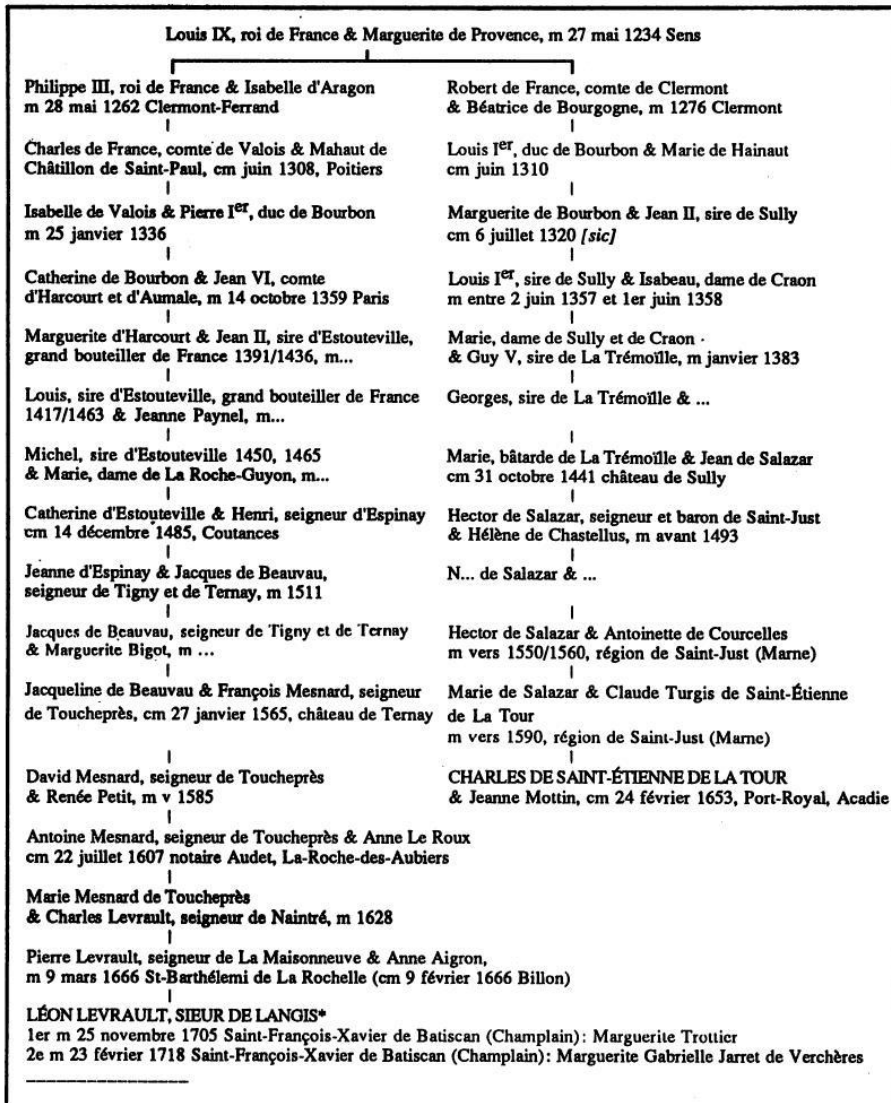 Louis IX, roi de France & Marguerite de Provence, m 27 mai 1234 Sens
Philippe III, roi de France & Isabelle d'Aragon
m 28 mai 1262 Clermont-Ferrand
Charles de France, comte de Valois & Mahaut de
Châtillon de Saint-Paul, cm juin 1308, Poitiers
Isabelle de Valois & Pierre Ier, duc de Bourbon
m 25 janvier 1336
Catherine de Bourbon & Jean VI, comte
d'Harcourt et d'Aumale, m 14 octobre 1359 Paris
Marguerite d'Harcourt & Jean II, sire d'Estouteville,
grand bouteiller de France 1391/1436, m...
Louis, sire d'Estouteville, grand bouteiller de France
1417/1463 & Jeanne Paynel, m...
Michel, sire d'Estouteville 1450, 1465
& Marie, dame de La Roche-Guyon, m...
Catherine d'Estouteville & Henri, seigneur d'Espinay
cm 14 décembre 1485, Coutances
Jeanne d'Espinay & Jacques de Beauvau,
seigneur de Tigny et de Ternay, m 1511
Jacques de Beauvau, seigneur de Tigny et de Ternay
& Marguerite Bigot, m ...
Jacqueline de Beauvau & François Mesnard, seigneur
de Toucheprès, cm 27 janvier 1565, château de Ternay
David Mesnard, seigneur de Toucheprès
& Renée Petit, m v 1585
Antoine Mesnard, seigneur de Toucheprès & Anne Le Roux
cm 22 juillet 1607 notaire Audet, La-Roche-des-Aubiers
Marie Mesnard de Toucheprès
& Charles Levrault, seigneur de Naintré, m 1628
Pierre Levrault, seigneur de La Maisonneuve & Anne Aigron,
m 9 mars 1666 St-Barthélemi de La Rochelle (cm 9 février 1666 Billon)
LÉON LEVRAULT, SIEUR DE LANGIS*
1er m 25 novembre 1705 Saint-François-Xavier de Batiscan (Champlain): Marguerite Trottier
2e m 23 février 1718 Saint-François-Xavier de Batiscan (Champlain): Marguerite Gabrielle Jarret de Verchères
Robert de France, comte de Clermont
& Béatrice de Bourgogne, m 1276 Clermont
Louis Ier, duc de Bourbon & Marie de Hainaut
cm juin 1310
Marguerite de Bourbon & Jean II, sire de Sully
cm 6 juillet 1320 [sic]
Louis Ier, sire de Sully & Isabeau, dame de Craon
m entre 2 juin 1357 et 1er juin 1358
Marie, dame de Sully et de Craon
& Guy V, sire de La Trémoïlle, m janvier 1383
Georges, sire de La Trémoïlle & ...
Marie, bâtarde de La Trémoïlle & Jean de Salazar
cm 31 octobre 1441 château de Sully
Hector de Salazar, seigneur et baron de Saint-Just
& Hélène de Chastellus, m avant 1493
N... de Salazar & ...
Hector de Salazar & Antoinette de Courcelles
m vers 1550/1560, région de Saint-Just (Marne)
Marie de Salazar & Claude Turgis de Saint-Étienne
de La Tour
m vers 1590, région de Saint-Just (Marne)
CHARLES DE SAINT-ÉTIENNE DE LA TOUR
& Jeanne Mottin, cm 24 février 1653, Port-Royal, Acadie